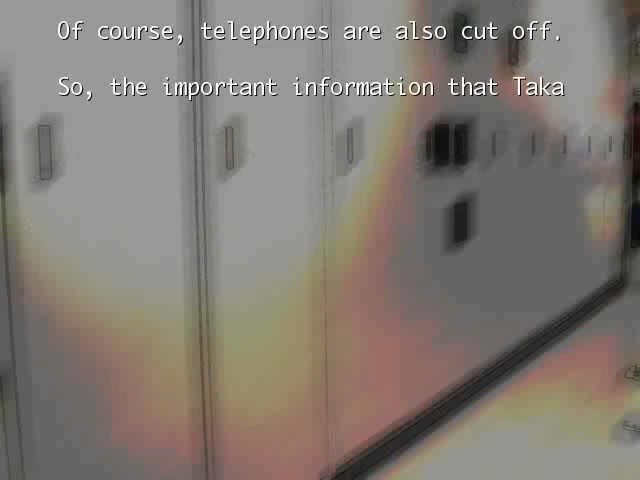 Of course, telephones are also cut off.
So, the important information that Taka